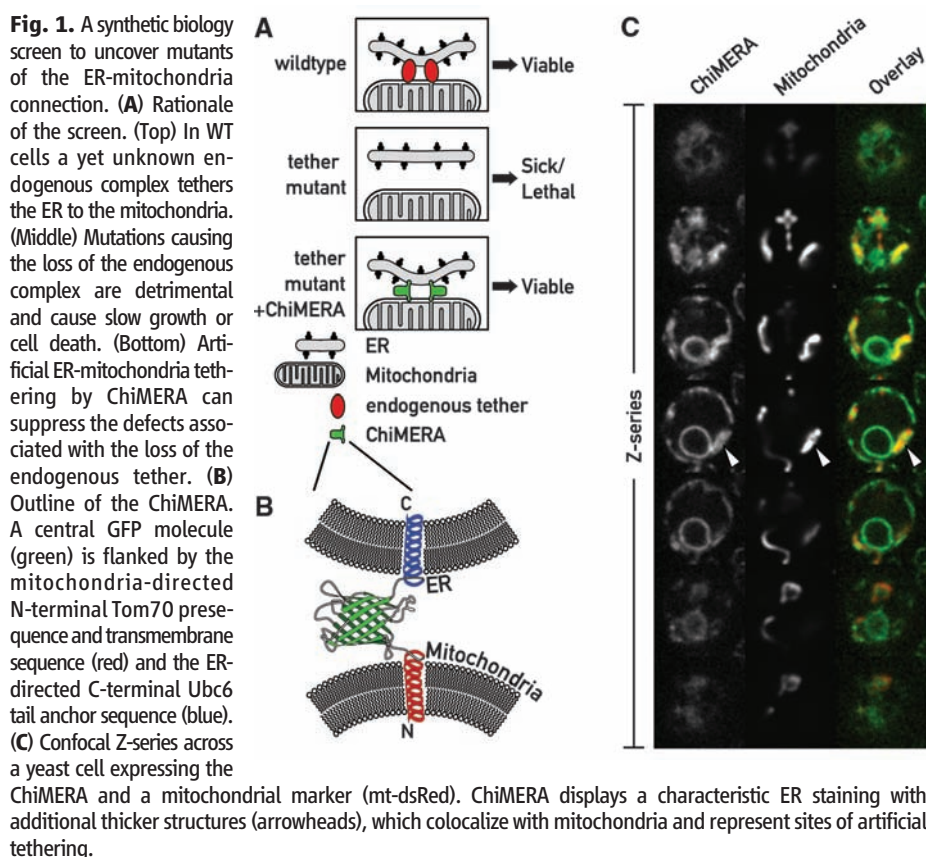 Fig. 1. A synthetic biology
screen to uncover mutants
of the ER-mitochondria
connection. (A) Rationale
of the screen. (Top) In WT
cells a yet unknown en-
dogenous complex tethers
the ER to the mitochondria.
(Middle) Mutations causing
the loss of the endogenous
complex are detrimental
and cause slow growth or
cell death. (Bottom) Arti-
ficial ER-mitochondria teth-
ering by ChiMERA can
suppress the defects asso-
ciated with the loss of the
endogenous tether. (B)
Outline of the ChiMERA.
A central GFP molecule
(green) is flanked by the
mitochondria-directed
N-terminal Tom70 prese-
quence and transmembrane
sequence (red) and the ER-
directed C-terminal Ubc6
tail anchor sequence (blue).
(C) Confocal Z-series across
a yeast cell expressing the
ChiMERA and a mitochondrial marker (mt-dsRed). ChiMERA displays a characteristic ER staining with
additional thicker structures (arrowheads), which colocalize with mitochondria and represent sites of artificial
tethering.
A
wildtype
Viable
tether
mutant
Sick/
Lethal
tether
mutant
+ChiMERA
Viable
ER
Mitochondria
endogenous tether
ChiMERA
B
C
ER
Mitochondria
N
C
ChiMERA
Mitochondria
Overlay
Z-series